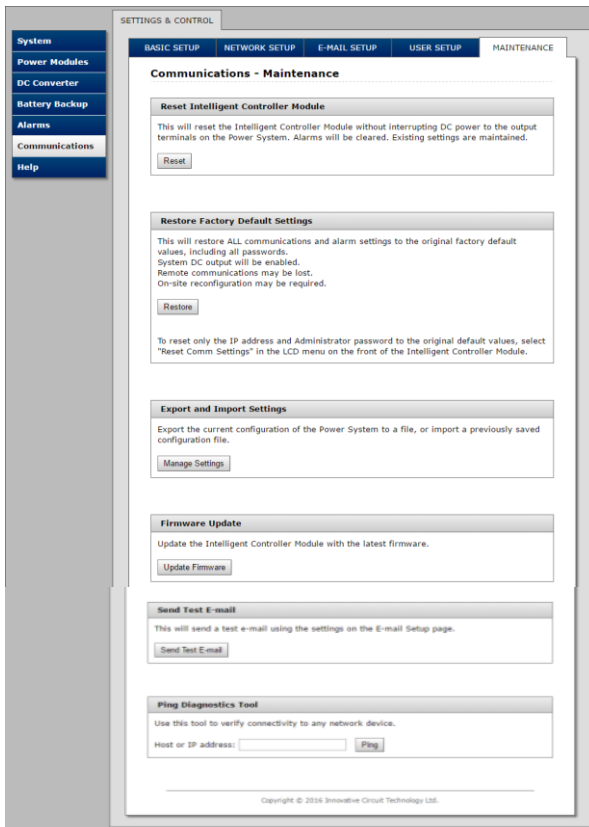 SETTINGS & CONTROL
System
Power Modules
DC Converter
Battery Backup
Alarms
Communications
Help
BASIC SETUP
NETWORK SETUP
E-MAIL SETUP
USER SETUP
MAINTENANCE
Communications - Maintenance
Reset Intelligent Controller Module
This will reset the Intelligent Controller Module without interrupting DC power to the output
terminals on the Power System. Alarms will be cleared. Existing settings are maintained.
Reset
Restore Factory Default Settings
This will restore ALL communications and alarm settings to the original factory default
values, including all passwords.
System DC output will be enabled.
Remote communications may be lost.
On-site reconfiguration may be required.
Restore
To reset only the IP address and Administrator password to the original default values, select
"Reset Comm Settings" in the LCD menu on the front of the Intelligent Controller Module.
Export and Import Settings
Export the current configuration of the Power System to a file, or import a previously saved
configuration file.
Manage Settings
Firmware Update
Update the Intelligent Controller Module with the latest firmware.
Update Firmware
Send Test E-mail
This will send a test e-mail using the settings on the E-mail Setup page.
Send Test E-mail
Ping Diagnostics Tool
Use this tool to verify connectivity to any network device.
Host or IP address:
Ping
Copyright © 2016 Innovative Circuit Technology Ltd.